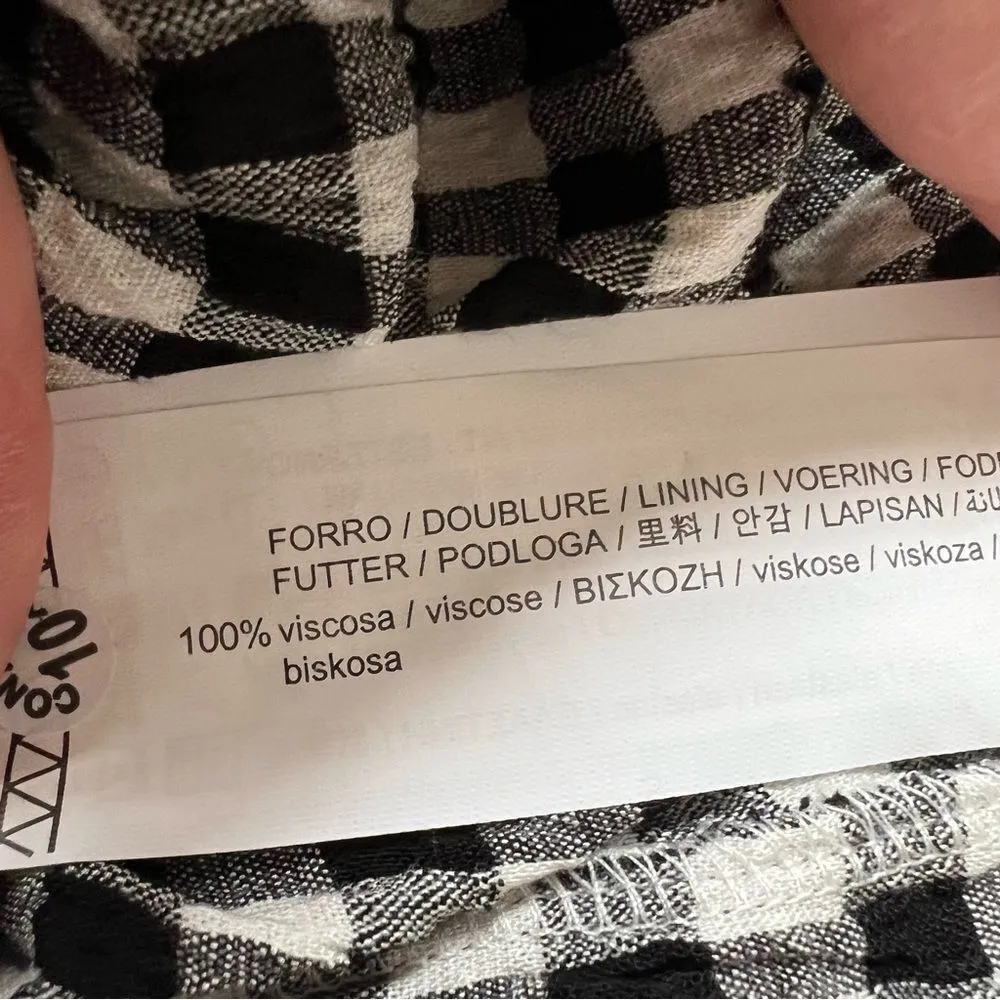 FORRO / DOUBLURE / LINING / VOERING /
FUTTER / PODLOGA / 里料 / 안감 / LAPISAN /
100% viscosa / viscose / ΒΙΣΚΟΖΗ / viskose / viskoza /
biskosa